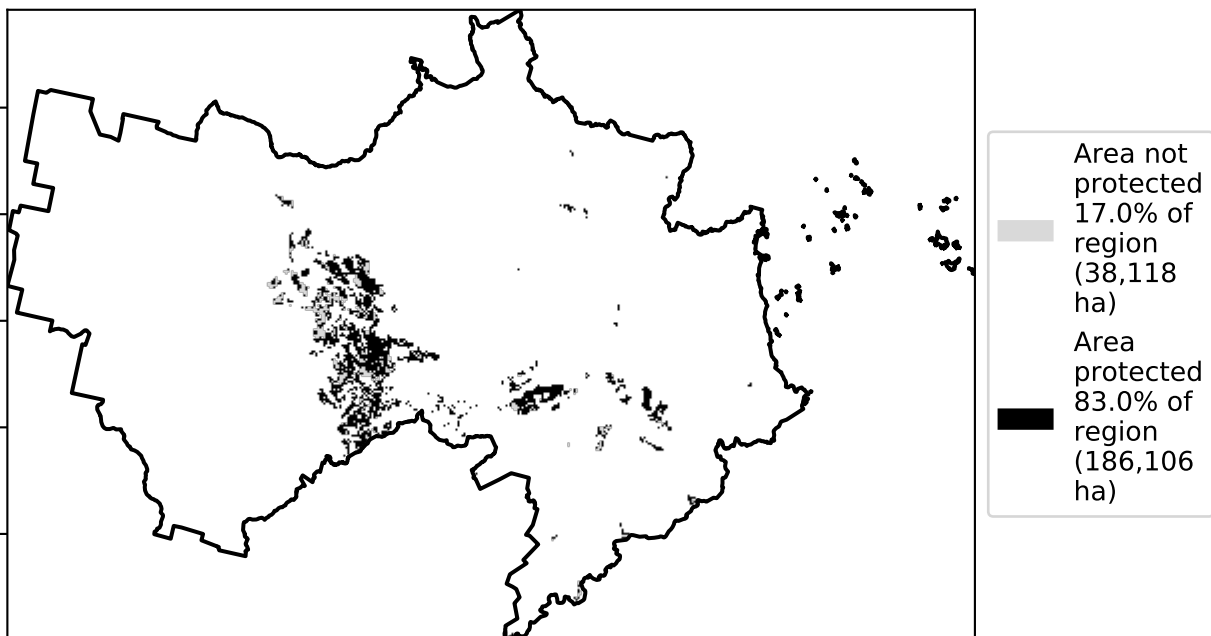 Area not
protected
17.0% of
region
(38,118
ha)
Area
protected
83.0% of
region
(186,106
ha)